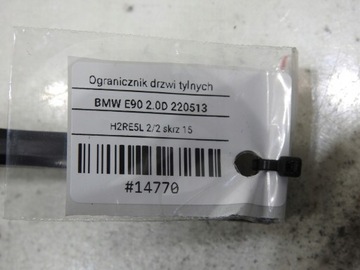 Ogranicznik drzwi tylnych
BMW E90 2.0D 220513
H2RE5L 2/2 skrz 15
#14770